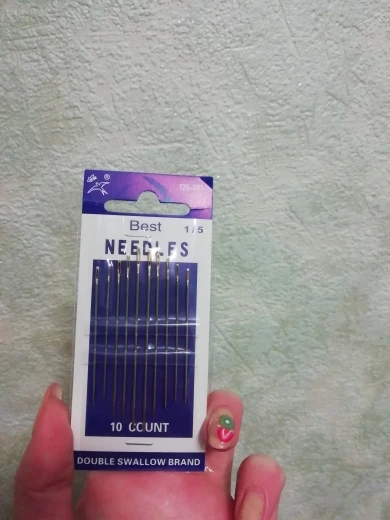 ®
Best
1/5
NEEDLES
10 COUNT
DOUBLE SWALLOW BRAND